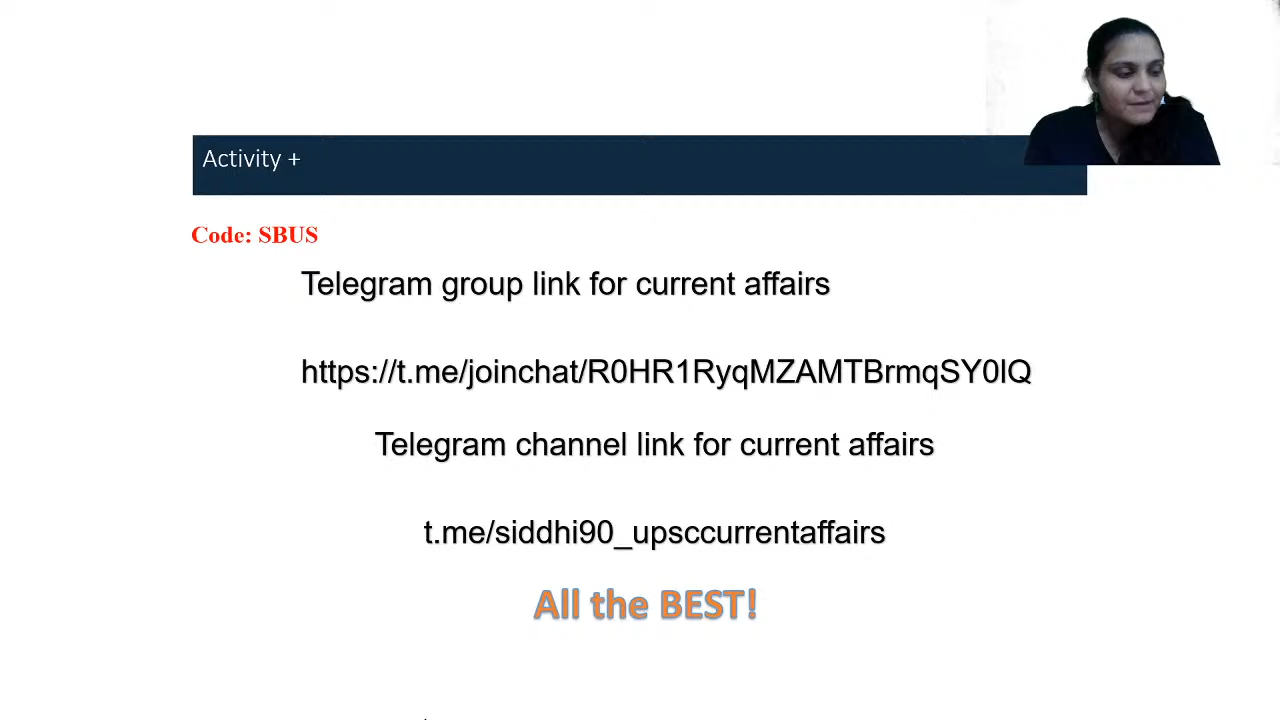 Activity +
Code: SBUS
Telegram group link for current affairs
https://t.me/joinchat/R0HR1RyqMZAMTBrmqSY0lQ
Telegram channel link for current affairs
t.me/siddhi90_upsccurrentaffairs
All the BEST!